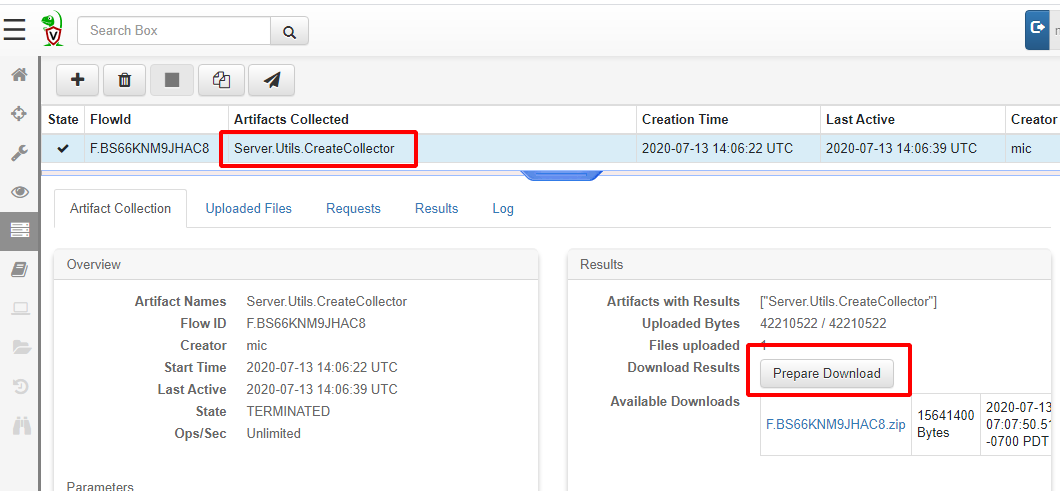 V
Search Box
State FlowId Artifacts Collected Creation Time Last Active Creator
F.BS66KNM9JHAC8 Server.Utils.CreateCollector 2020-07-13 14:06:22 UTC 2020-07-13 14:06:39 UTC mic
Artifact Collection Uploaded Files Requests Results Log
Overview
Artifact Names Server.Utils.CreateCollector
Flow ID F.BS66KNM9JHAC8
Creator mic
Start Time 2020-07-13 14:06:22 UTC
Last Active 2020-07-13 14:06:39 UTC
State TERMINATED
Ops/Sec Unlimited
Parameters
Results
Artifacts with Results ["Server.Utils.CreateCollector"]
Uploaded Bytes 42210522 / 42210522
Files uploaded 1
Download Results Prepare Download
Available Downloads
F.BS66KNM9JHAC8.zip
15641400
Bytes
2020-07-13
07:07:50.51
-0700 PDT